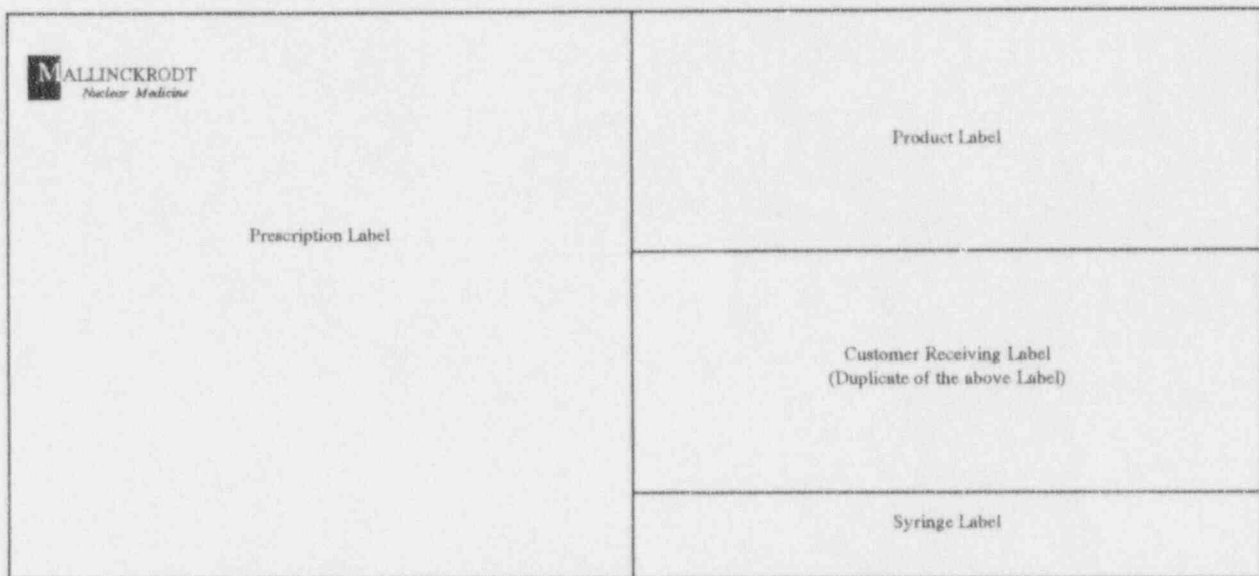 MALLINCKRODT
Nuclear Medicine
Prescription Label
Product Label
Customer Receiving Label
(Duplicate of the above Label)
Syringe Label